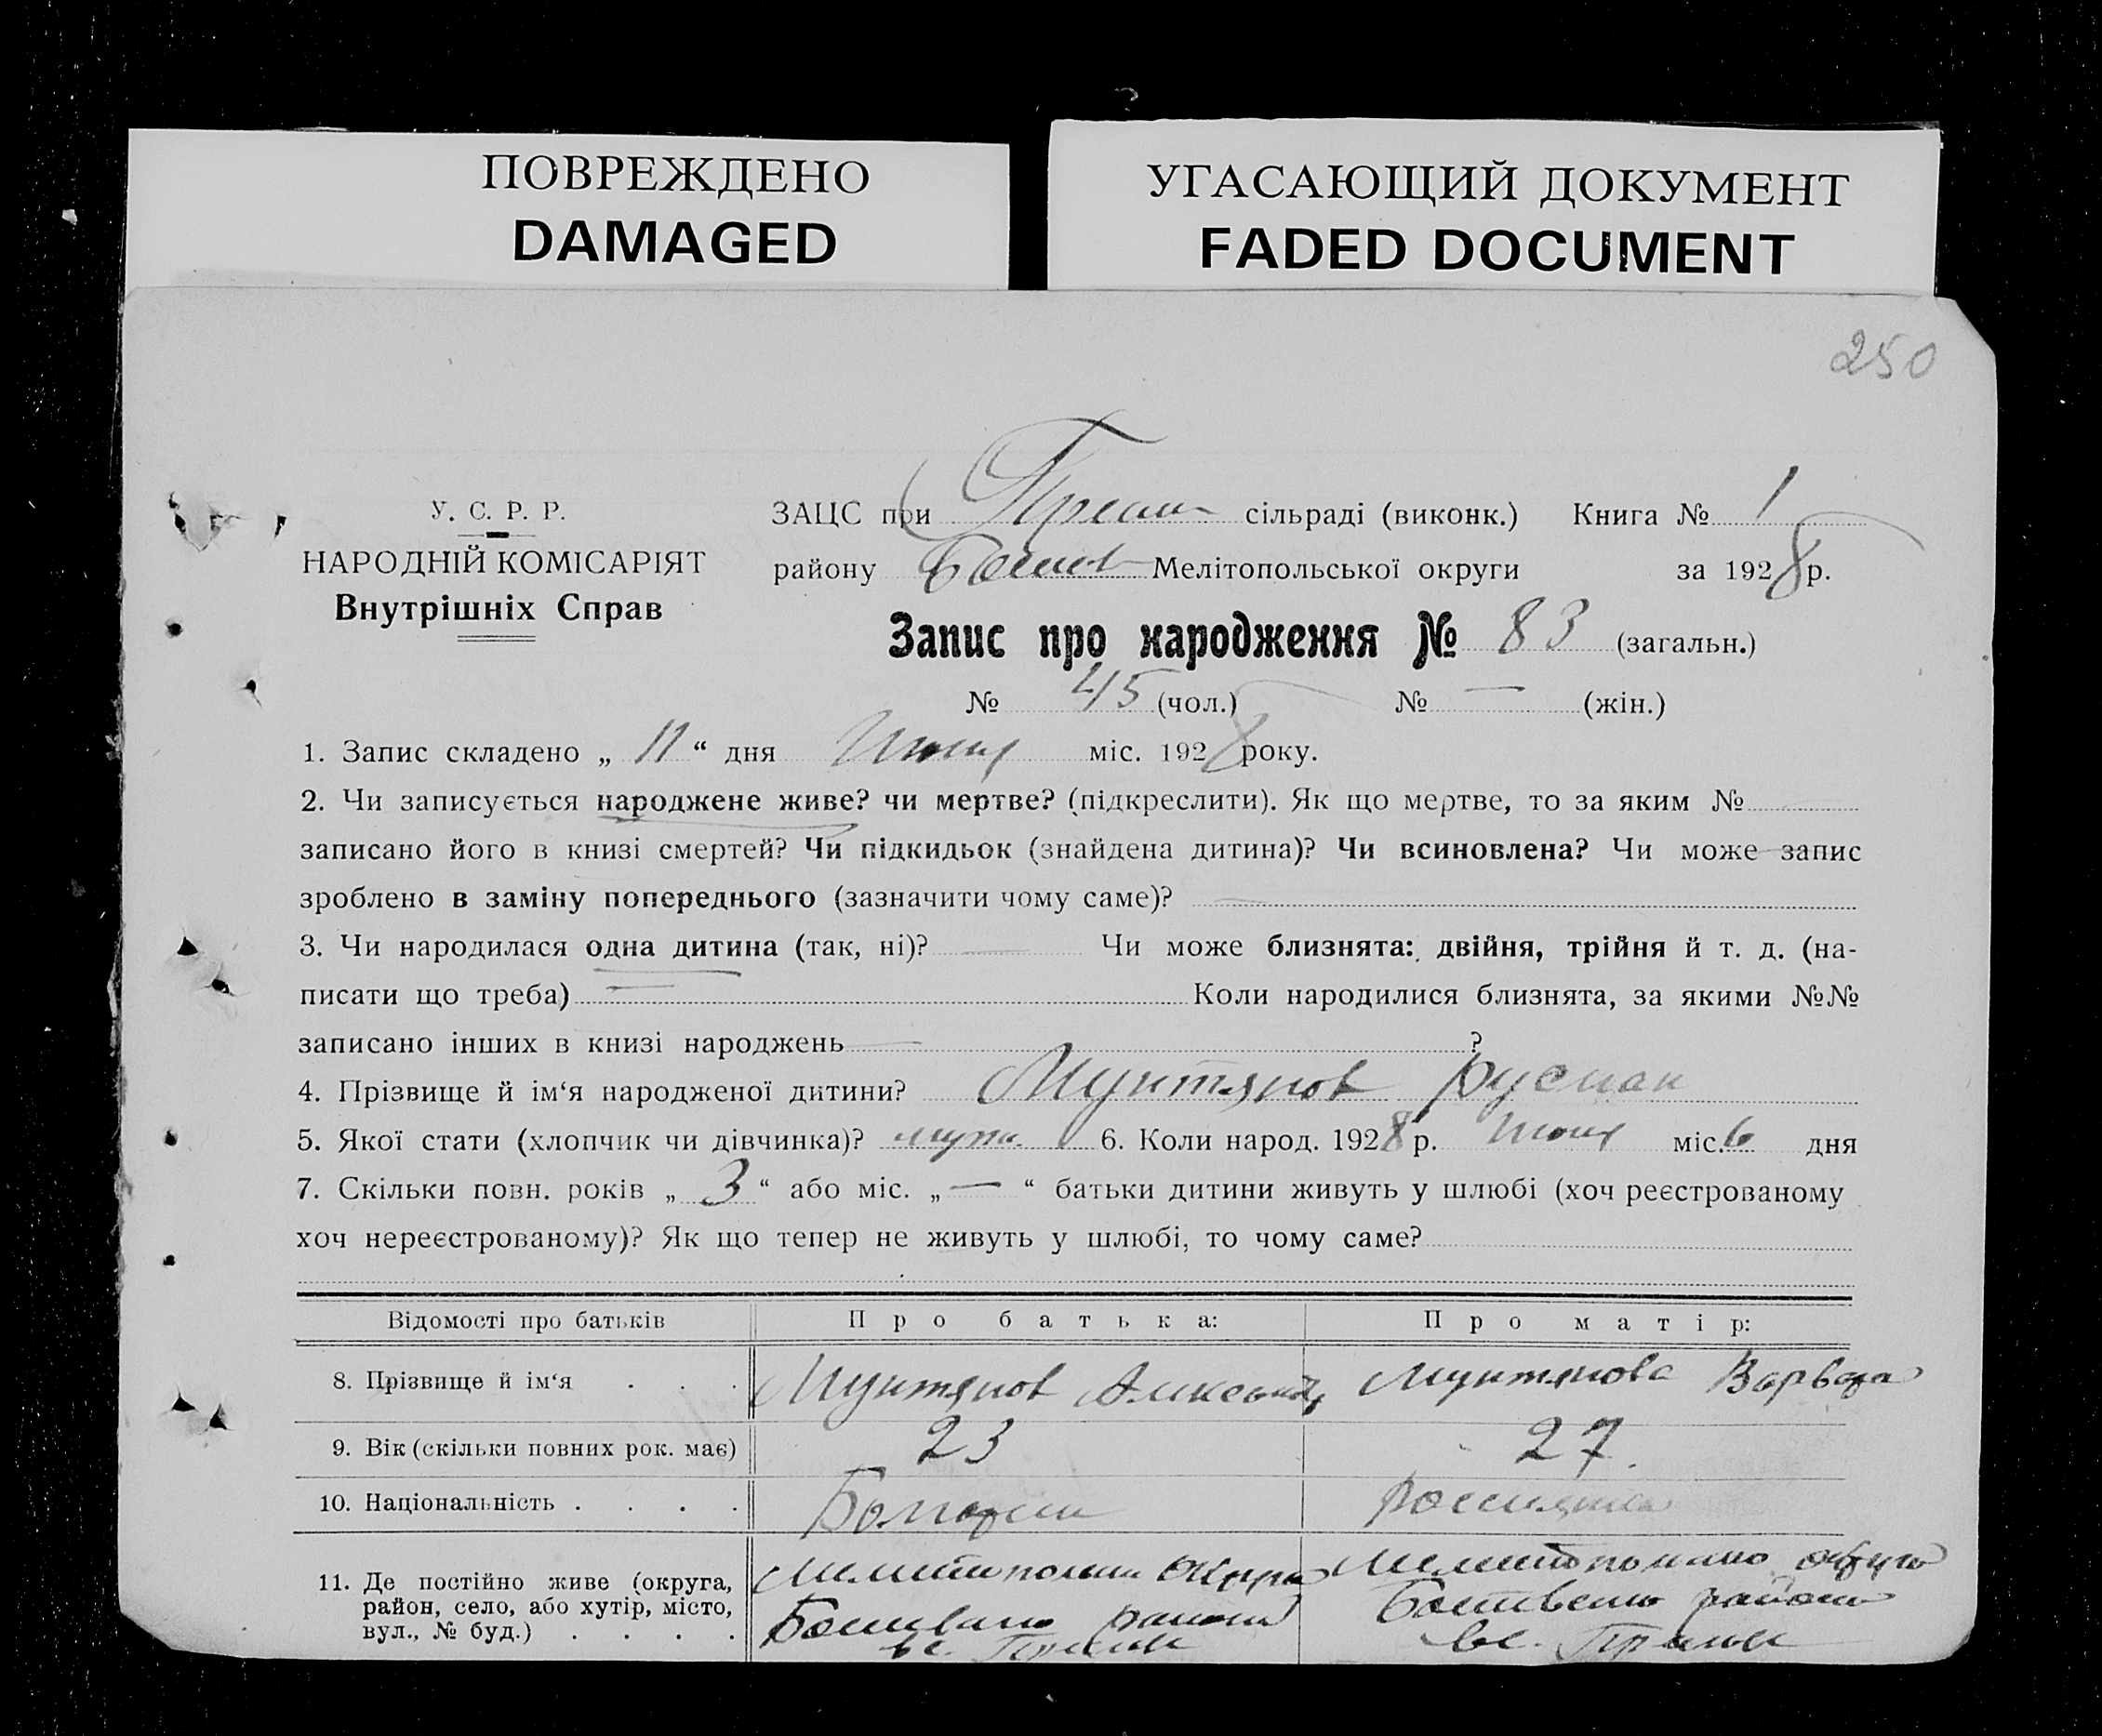 ПОВРЕЖДЕНО
DAMAGED
УГАСАЮЩИЙ ДОКУМЕНТ
FADED DOCUMENT
250
У. С. Р. Р.
НАРОДНІЙ КОМІСАРІЯТ
Внутрішніх Справ
ЗАЦС при сільраді (виконк.) Книга № 1
району Мелітопольської округи за 1928 р.
Запис про народження № 83 (загальн.)
№ 45 (чол.) № — (жін.)
1. Запис складено „ 11 “ дня міс. 1928 року.
2. Чи записується народжене живе? чи мертве? (підкреслити). Як що мертве, то за яким №
записано його в книзі смертей? Чи підкидьок (знайдена дитина)? Чи всиновлена? Чи може запис
зроблено в заміну попереднього (зазначити чому саме)? —
3. Чи народилася одна дитина (так, ні)? — Чи може близнята: двійня, трійня й т. д. (на-
писати що треба) — Коли народилися близнята, за якими №№
записано інших в книзі народжень — ?
4. Прізвище й ім‘я народженої дитини? Мунтянов Руслан
5. Якої стати (хлопчик чи дівчинка)? муж. 6. Коли народ. 1928 р. міс. 6 дня
7. Скільки повн. років „ 3 “ або міс. „ — “ батьки дитини живуть у шлюбі (хоч реєстрованому
хоч нереєстрованому)? Як що тепер не живуть у шлюбі, то чому саме?
Відомості про батьків Про батька: Про матір:
8. Прізвище й ім‘я . . . Мунтянов Мунтянова Варвара
9. Вік (скільки повних рок. має) 23 27
10. Національність . . . . Болгарин
11. Де постійно живе (округа,
район, село, або хутір, місто,
вул., № буд.) . . . .